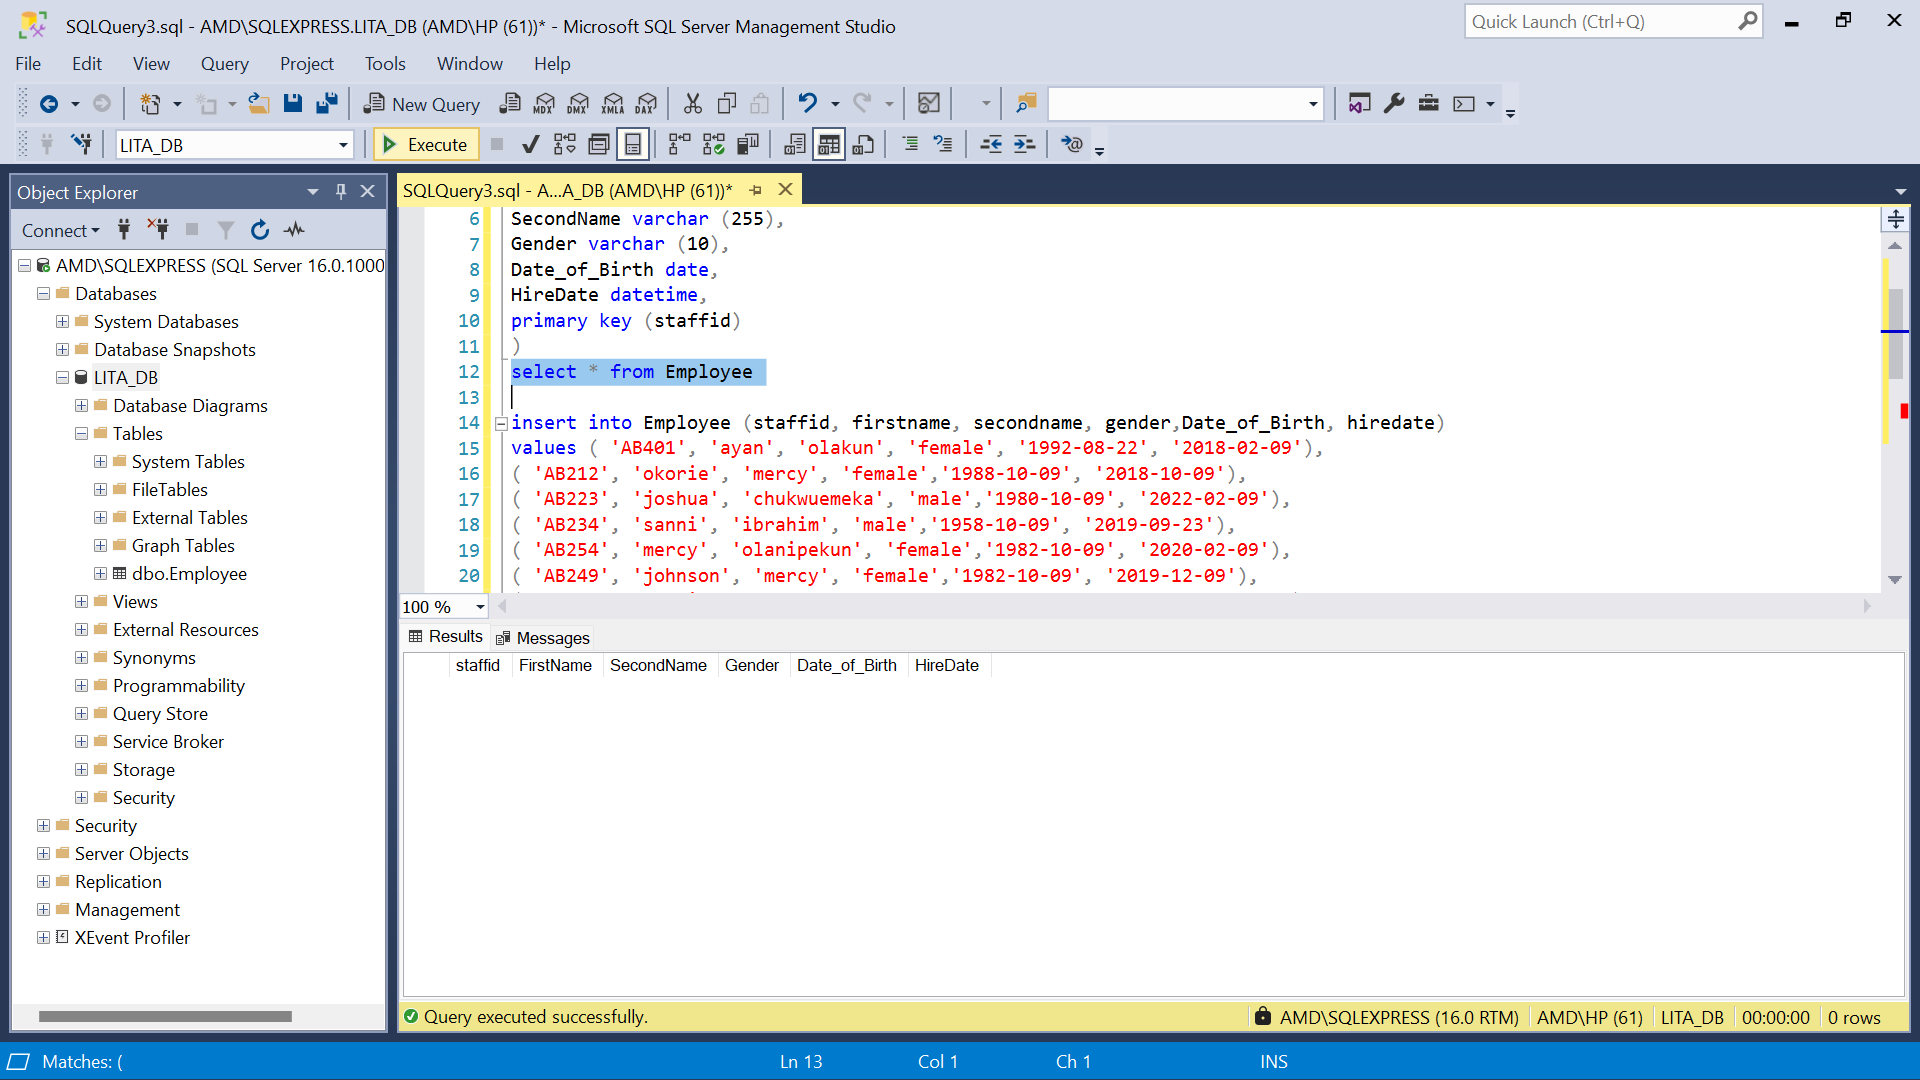 SQLQuery3.sql - AMD\SQLEXPRESS.LITA_DB (AMD\HP (61))* - Microsoft SQL Server Management Studio
Quick Launch (Ctrl+Q)
File Edit View Query Project Tools Window Help
New Query MDX DMX XMLA DAX
LITA_DB Execute
Object Explorer
Connect
AMD\SQLEXPRESS (SQL Server 16.0.1000
Databases
System Databases
Database Snapshots
LITA_DB
Database Diagrams
Tables
System Tables
FileTables
External Tables
Graph Tables
dbo.Employee
Views
External Resources
Synonyms
Programmability
Query Store
Service Broker
Storage
Security
Security
Server Objects
Replication
Management
XEvent Profiler
SQLQuery3.sql - A...A_DB (AMD\HP (61))*
6 SecondName varchar (255),
7 Gender varchar (10),
8 Date_of_Birth date,
9 HireDate datetime,
10 primary key (staffid)
11 )
12 select * from Employee
13
14 insert into Employee (staffid, firstname, secondname, gender,Date_of_Birth, hiredate)
15 values ( 'AB401', 'ayan', 'olakun', 'female', '1992-08-22', '2018-02-09'),
16 ( 'AB212', 'okorie', 'mercy', 'female','1988-10-09', '2018-10-09'),
17 ( 'AB223', 'joshua', 'chukwuemeka', 'male','1980-10-09', '2022-02-09'),
18 ( 'AB234', 'sanni', 'ibrahim', 'male','1958-10-09', '2019-09-23'),
19 ( 'AB254', 'mercy', 'olanipekun', 'female','1982-10-09', '2020-02-09'),
20 ( 'AB249', 'johnson', 'mercy', 'female','1982-10-09', '2019-12-09'),
100 %
Results Messages
staffid FirstName SecondName Gender Date_of_Birth HireDate
Query executed successfully. AMD\SQLEXPRESS (16.0 RTM) AMD\HP (61) LITA_DB 00:00:00 0 rows
Matches: ( Ln 13 Col 1 Ch 1 INS